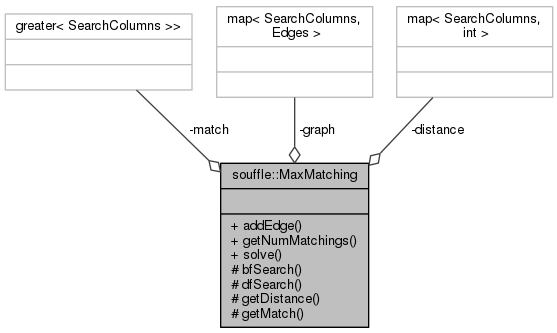 greater< SearchColumns >>
map< SearchColumns,
Edges >
map< SearchColumns,
int >
-match
-graph
-distance
souffle::MaxMatching
+ addEdge()
+ getNumMatchings()
+ solve()
# bfSearch()
# dfSearch()
# getDistance()
# getMatch()